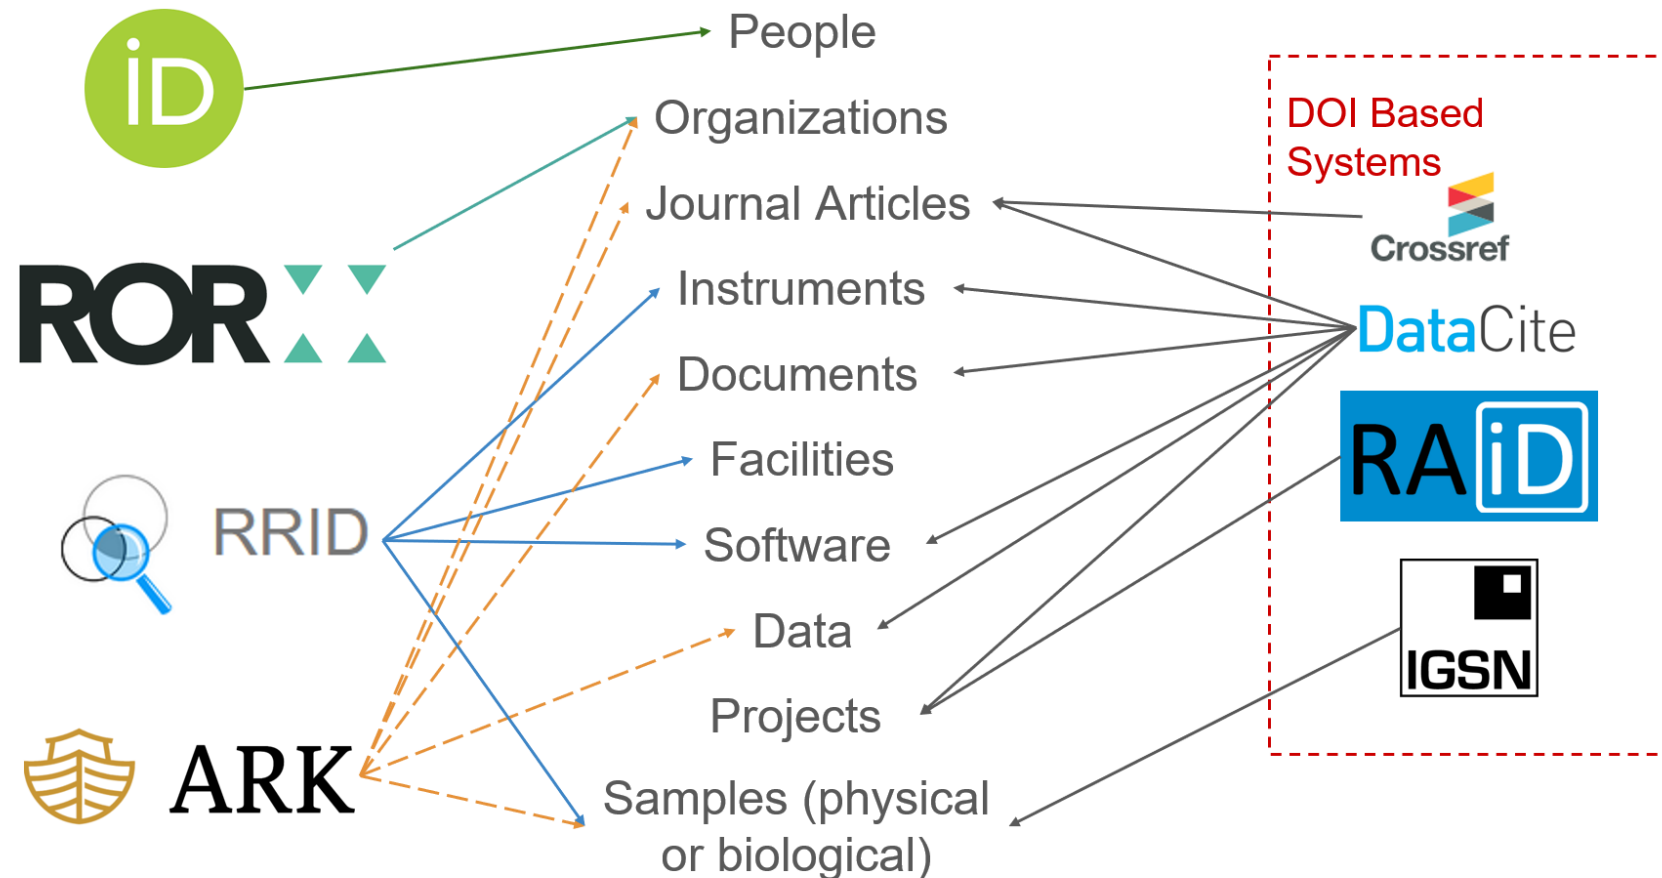 iD
ROR
RRID
ARK
People
Organizations
Journal Articles
Instruments
Documents
Facilities
Software
Data
Projects
Samples (physical
or biological)
DOI Based
Systems
Crossref
DataCite
RAiD
IGSN